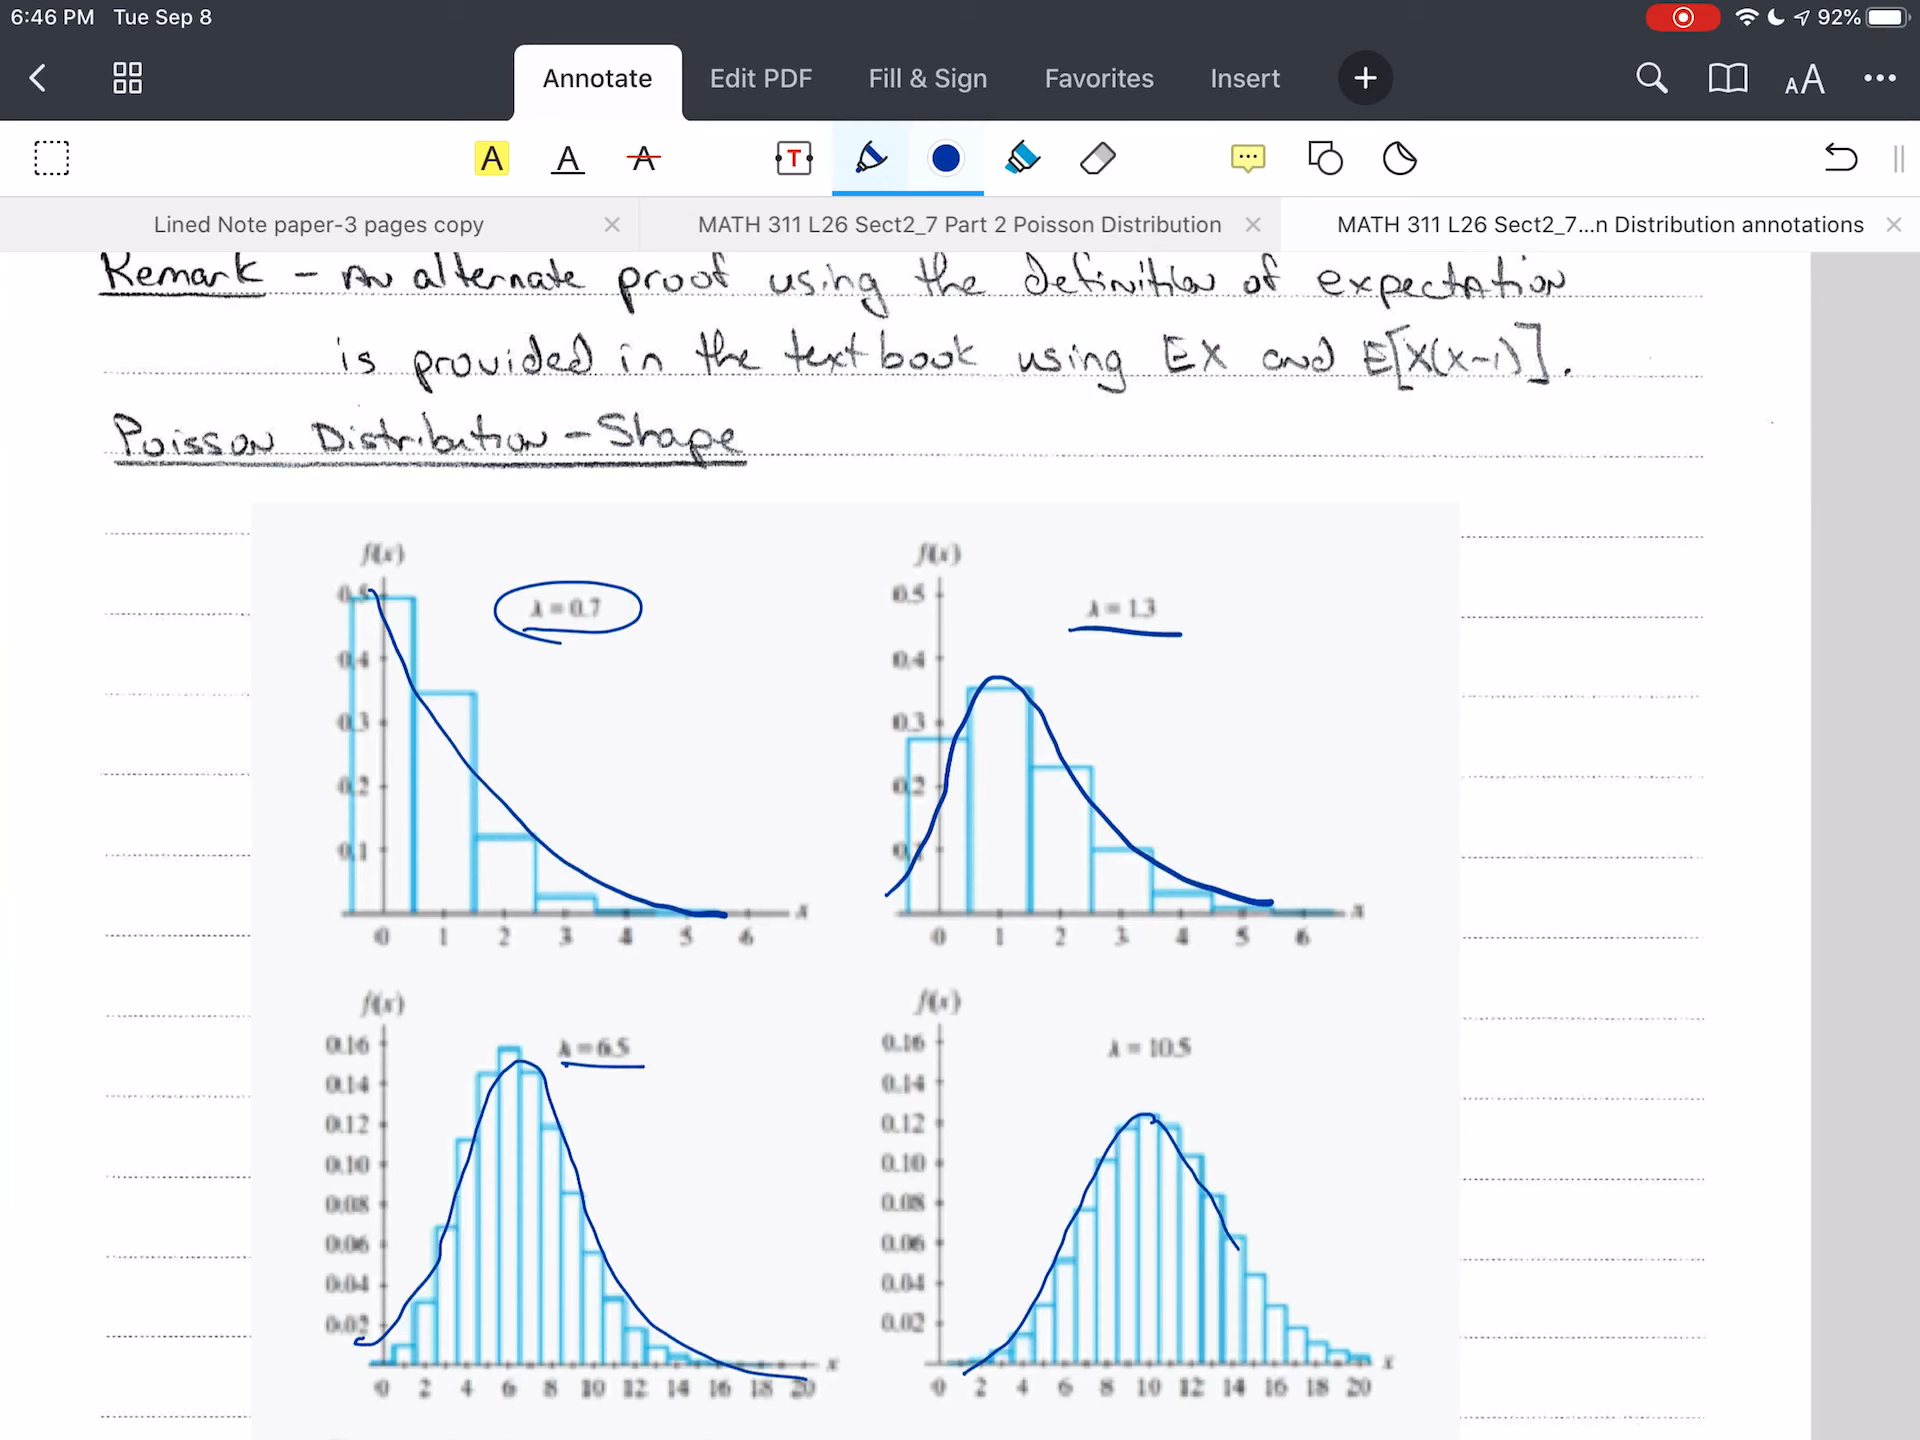 6:46 PM Tue Sep 8 92%
Annotate Edit PDF Fill & Sign Favorites Insert
A A A T
AA
Lined Note paper-3 pages copy
MATH 311 L26 Sect2_7 Part 2 Poisson Distribution
MATH 311 L26 Sect2_7...n Distribution annotations
Remark - An alternate proof using the definition of expectation
is provided in the textbook using EX and E[X(X-1)].
Poisson Distribution - Shape
f(x)
λ = 0.7
0.5
0.4
0.3
0.2
0.1
0 1 2 3 4 5 6
x
f(x)
λ = 1.3
0.5
0.4
0.3
0.2
0.1
0 1 2 3 4 5 6
x
f(x)
λ = 6.5
0.16
0.14
0.12
0.10
0.08
0.06
0.04
0.02
0 2 4 6 8 10 12 14 16 18 20
x
f(x)
λ = 10.5
0.16
0.14
0.12
0.10
0.08
0.06
0.04
0.02
0 2 4 6 8 10 12 14 16 18 20
x